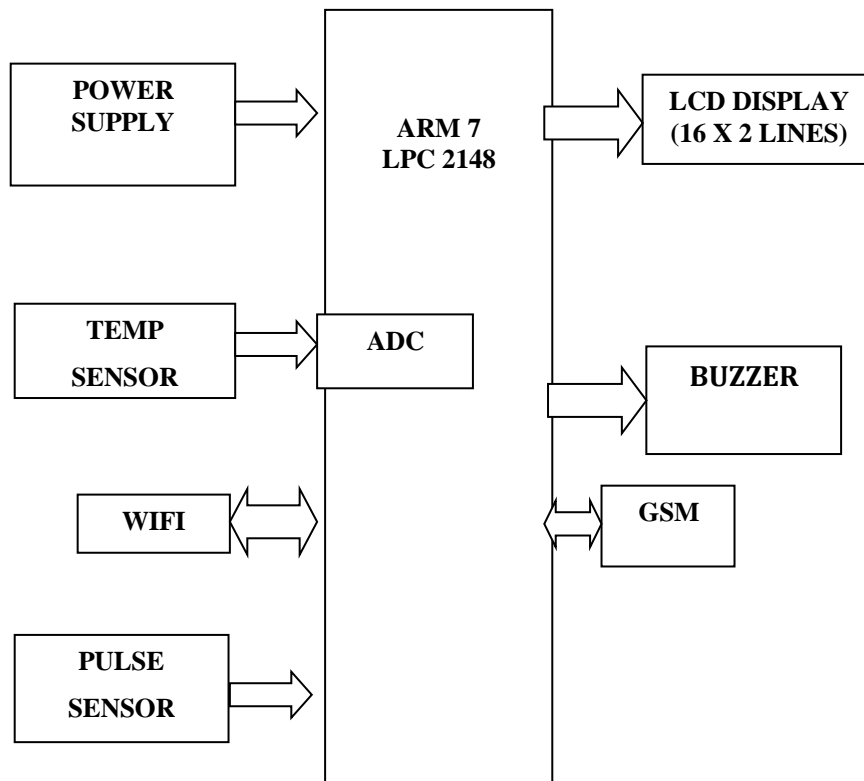 POWER
SUPPLY
ARM 7
LPC 2148
LCD DISPLAY
(16 X 2 LINES)
TEMP
SENSOR
ADC
BUZZER
WIFI
GSM
PULSE
SENSOR